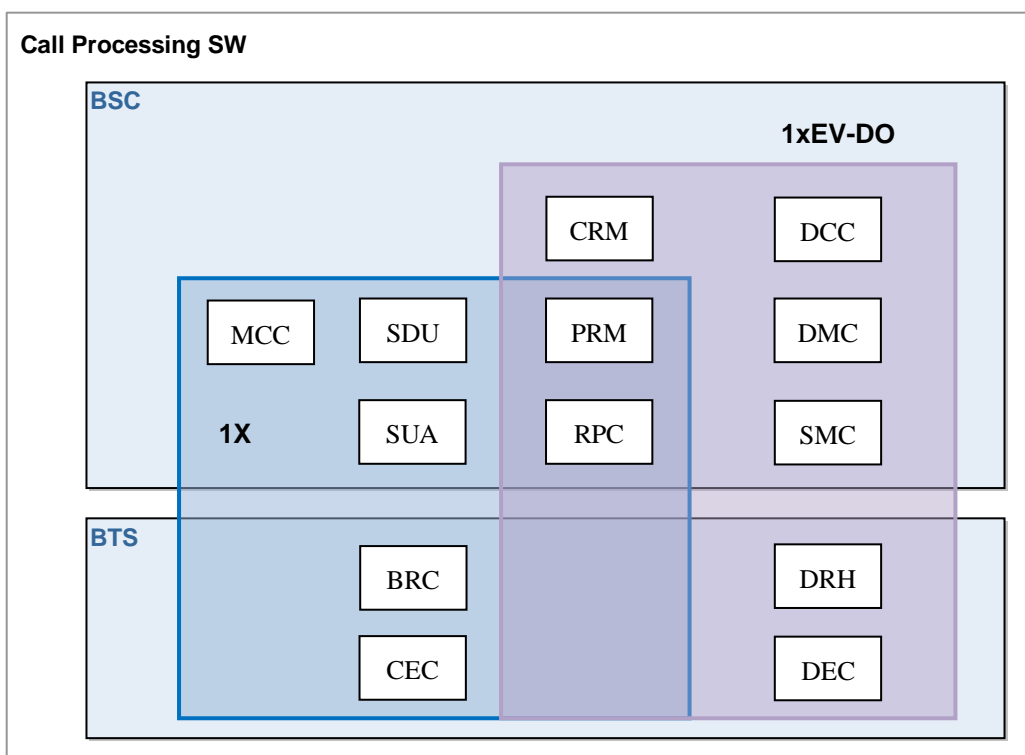 Call Processing SW
BSC
1xEV-DO
CRM DCC
MCC SDU PRM DMC
1X SUA RPC SMC
BTS
BRC DRH
CEC DEC